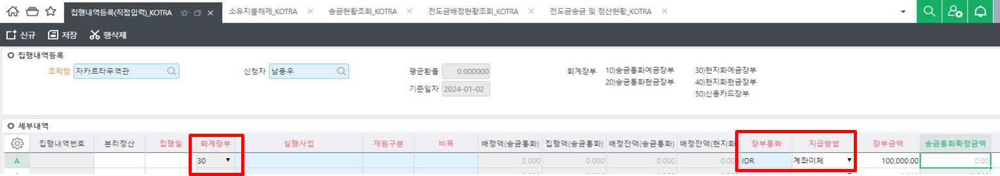 집행내역등록(직접입력)_KOTRA 소유지불해제_KOTRA 송금현황조회_KOTRA 전도금배정현황조회_KOTRA 전도금송금 및 정산현황_KOTRA
신규 저장 행삭제
집행내역등록
조직망 자카르타무역관 신청자 남동우 평균환율 0.000000 회계장부 10)송금통화예금장부 30)현지화예금장부
20)송금통화현금장부 40)현지화현금장부
기준일자 2024-01-02 50)신용카드장부
세부내역
집행내역번호 분리정산 집행일 회계장부 실행사업 재원구분 비목 배정액(송금통화) 집행액(송금통화) 배정잔액(송금통화) 배정잔액(현지화 장부통화 지급방법 장부금액 송금통화확정금액
A 30 0.000 0.000 0.000 0.000 IDR 계좌이체 100,000.00 0.00